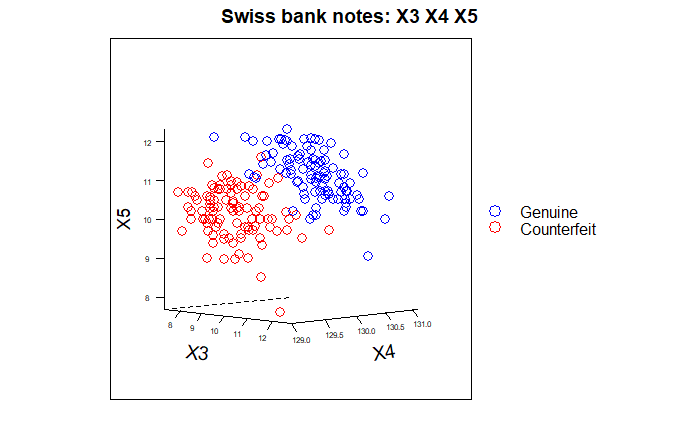 Swiss bank notes: X3 X4 X5
12
11
10
9
8
X5
8 9 10 11 12
129.0 129.5 130.0 130.5 131.0
X3
X4
Genuine
Counterfeit